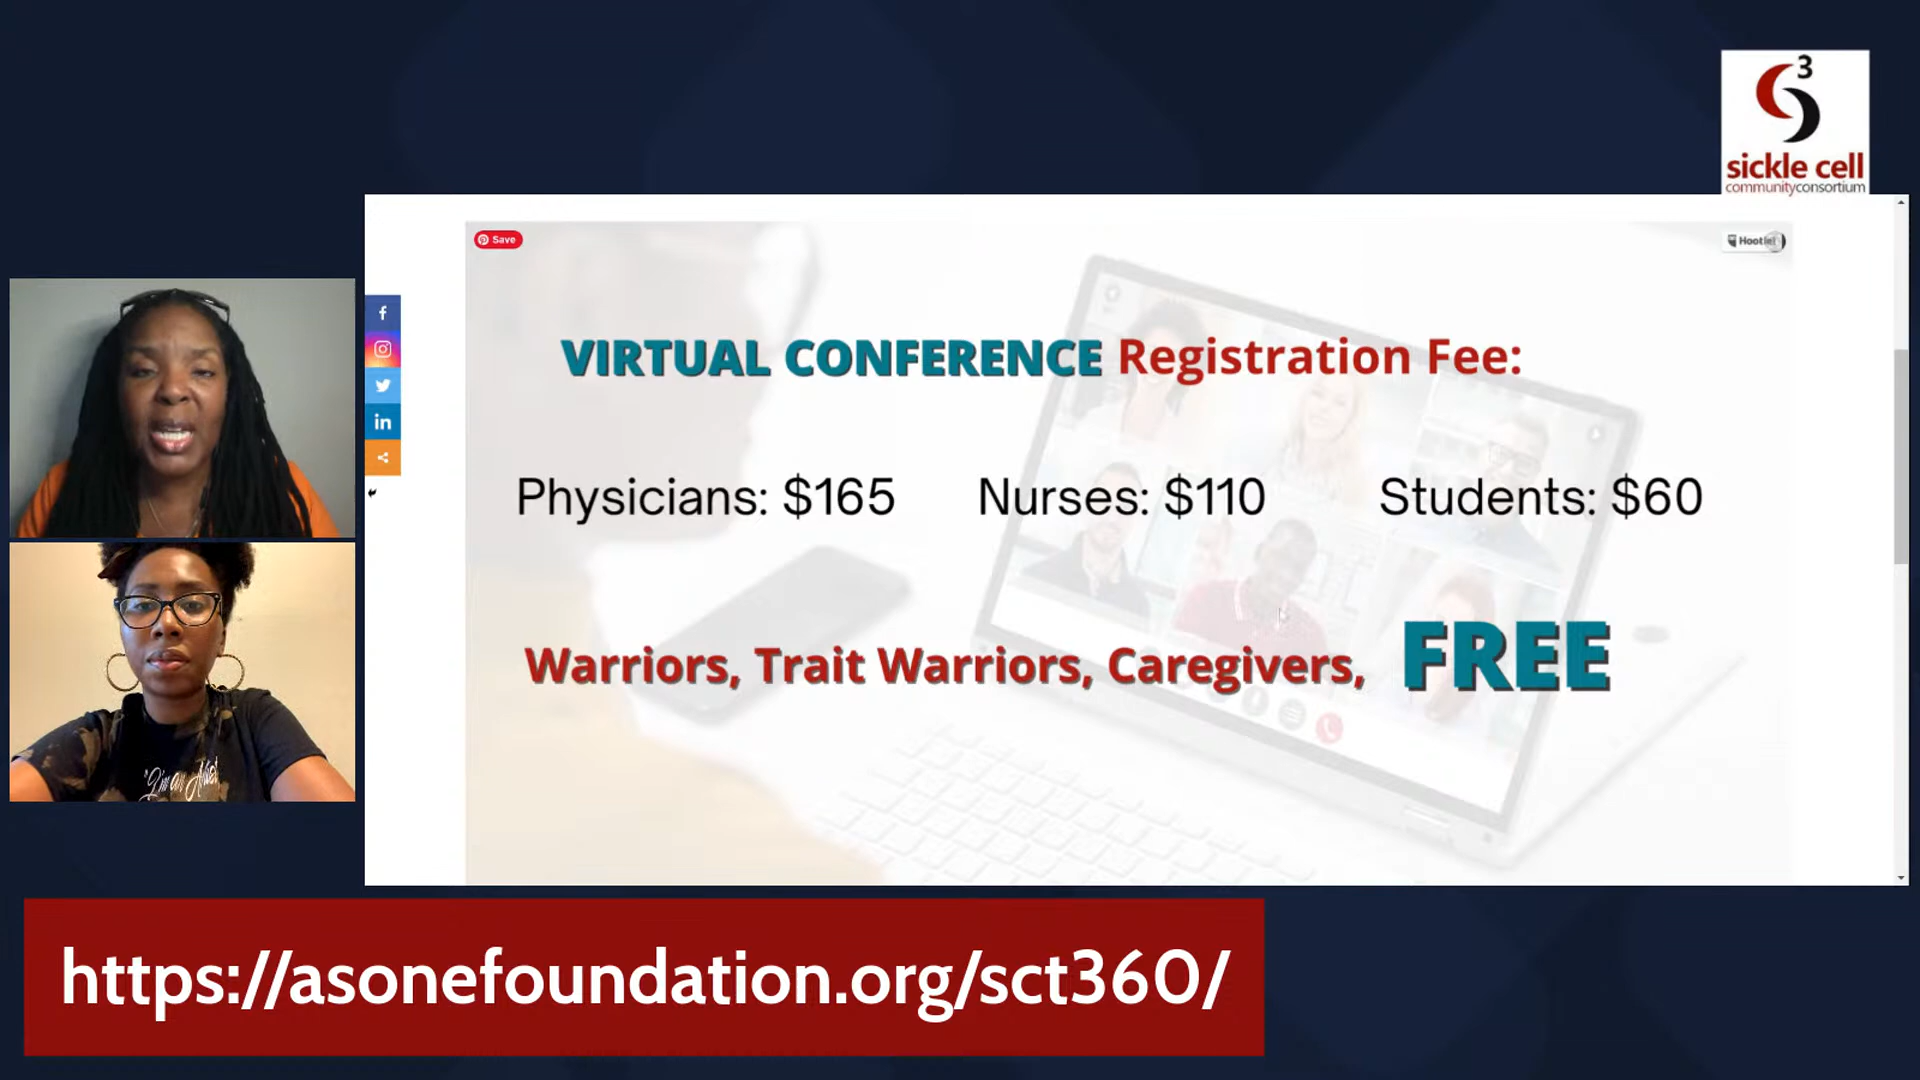 3
sickle cell
communityconsortium
Save
VIRTUAL CONFERENCE Registration Fee:
Physicians: $165 Nurses: $110 Students: $60
Warriors, Trait Warriors, Caregivers, FREE
"I'm an
https://asonefoundation.org/sct360/